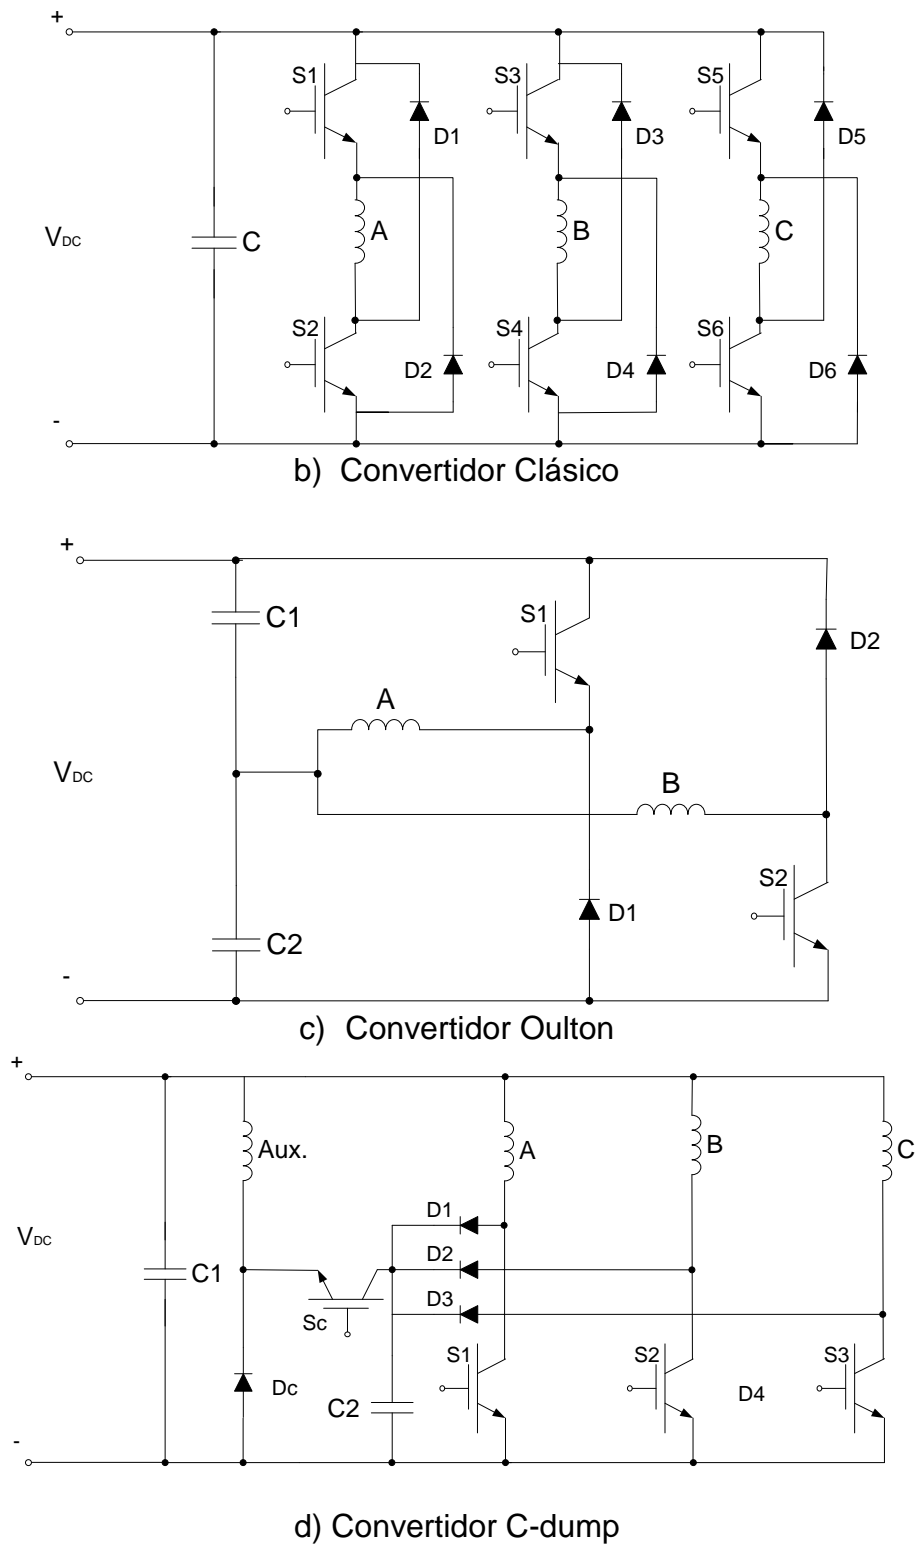 +
S1 S3 S5
D1 D3 D5
VDC C A B C
S2 S4 S6
D2 D4 D6
-
b) Convertidor Clásico
+
C1 S1 D2
A
VDC B
S2
C2 D1
-
c) Convertidor Oulton
+
Aux. A B C
D1
VDC D2
C1 D3
Sc S1 S2 S3
Dc C2 D4
-
d) Convertidor C-dump